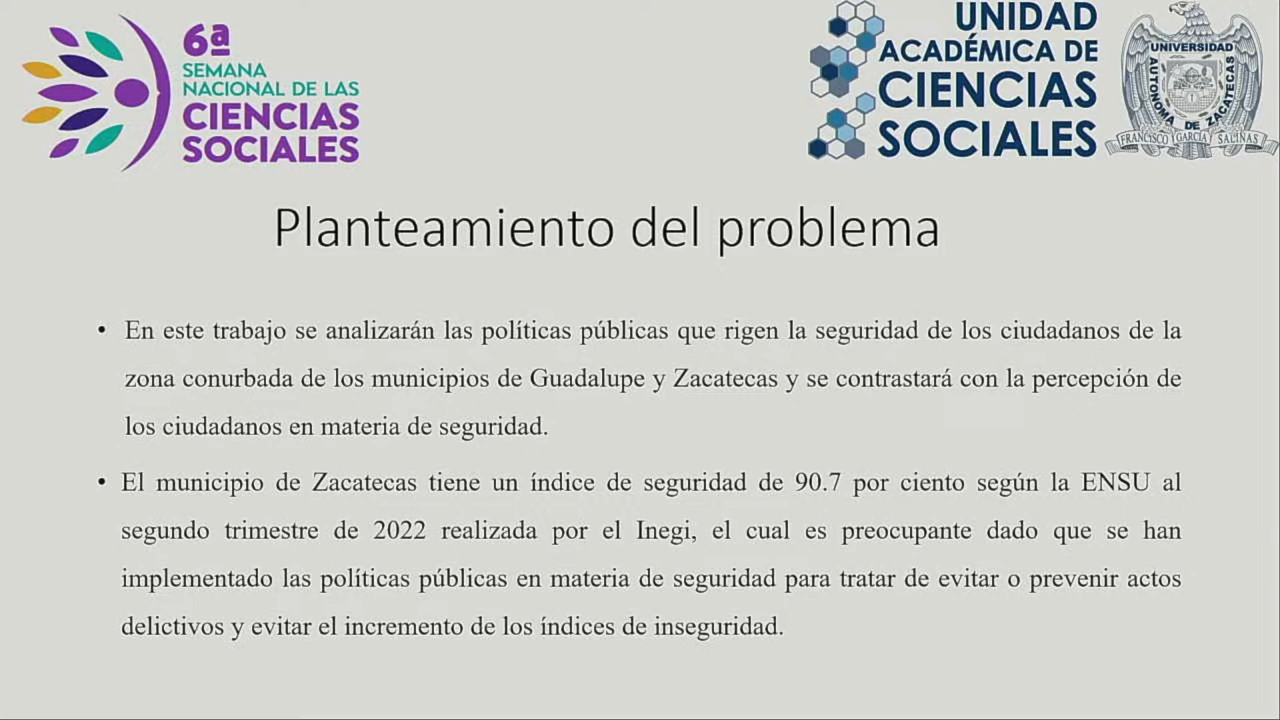 6ª
SEMANA
NACIONAL DE LAS
CIENCIAS
SOCIALES
UNIDAD
ACADÉMICA DE
CIENCIAS
SOCIALES
UNIVERSIDAD
AUTONOMA
DE ZACATECAS
FRANCISCO GARCÍA SALINAS
Planteamiento del problema
• En este trabajo se analizarán las políticas públicas que rigen la seguridad de los ciudadanos de la
zona conurbada de los municipios de Guadalupe y Zacatecas y se contrastará con la percepción de
los ciudadanos en materia de seguridad.
• El municipio de Zacatecas tiene un índice de seguridad de 90.7 por ciento según la ENSU al
segundo trimestre de 2022 realizada por el Inegi, el cual es preocupante dado que se han
implementado las políticas públicas en materia de seguridad para tratar de evitar o prevenir actos
delictivos y evitar el incremento de los índices de inseguridad.